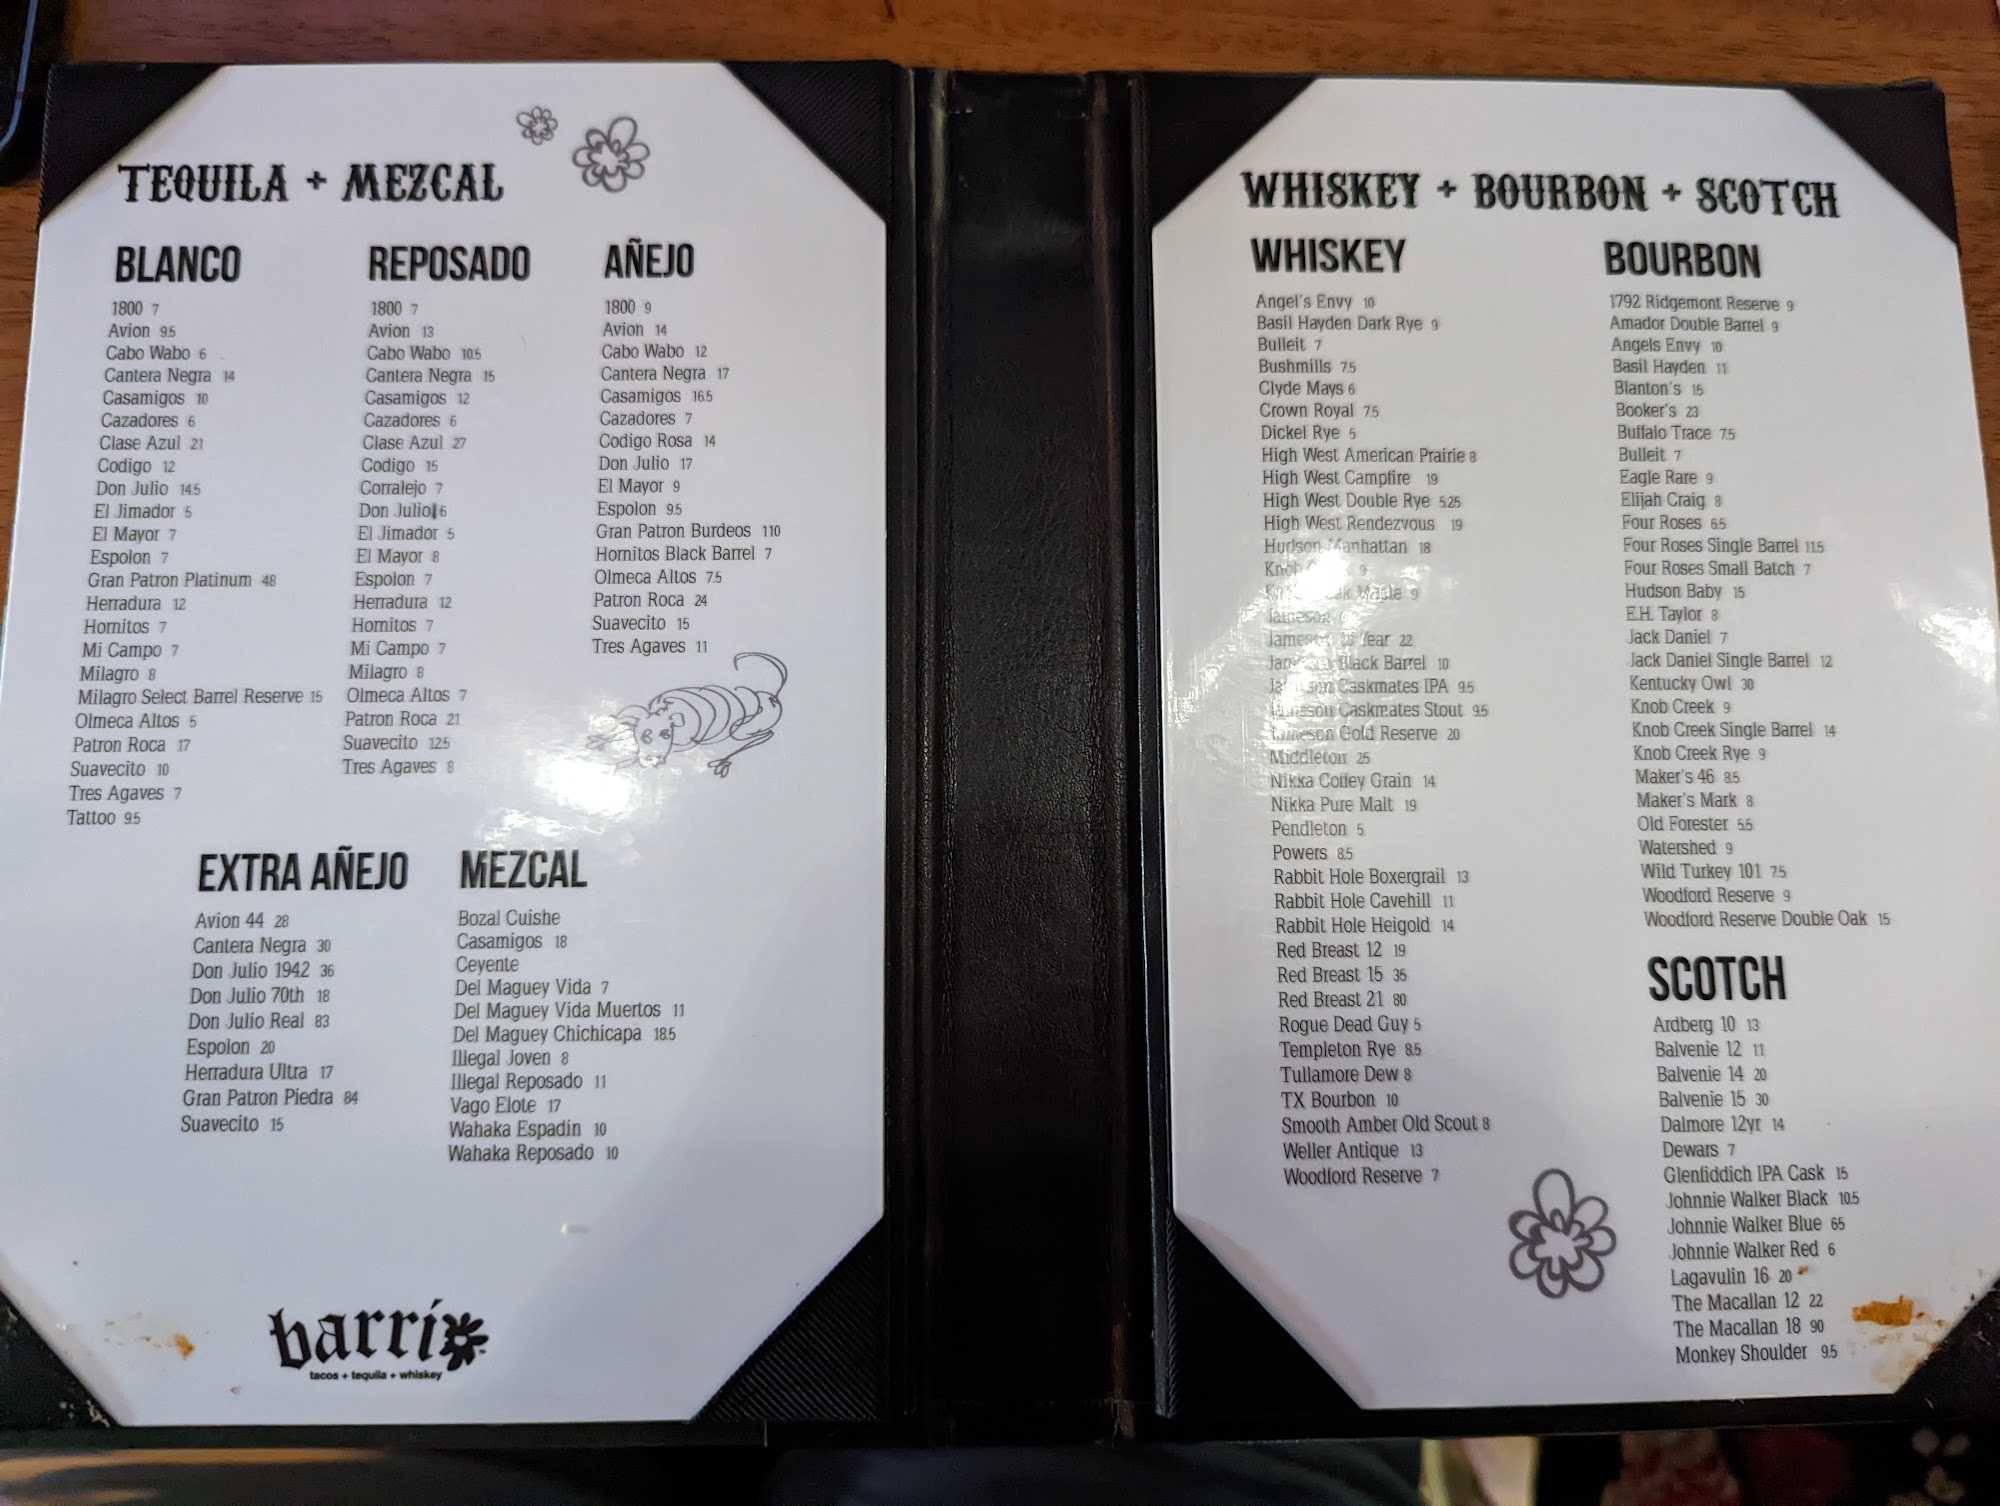 TEQUILA + MEZCAL
BLANCO
1800 7
Avion 9.5
Cabo Wabo 6
Cantera Negra 14
Casamigos 10
Cazadores 6
Clase Azul 21
Codigo 12
Don Julio 14.5
El Jimador 5
El Mayor 7
Espolon 7
Gran Patron Platinum 48
Herradura 12
Hornitos 7
Mi Campo 7
Milagro 8
Milagro Select Barrel Reserve 15
Olmeca Altos 5
Patron Roca 17
Suavecito 10
Tres Agaves 7
Tattoo 9.5
REPOSADO
1800 7
Avion 13
Cabo Wabo 10.5
Cantera Negra 15
Casamigos 12
Cazadores 6
Clase Azul 27
Codigo 15
Corralejo 7
Don Julio 6
El Jimador 5
El Mayor 8
Espolon 7
Herradura 12
Hornitos 7
Mi Campo 7
Milagro 8
Olmeca Altos 7
Patron Roca 21
Suavecito 12.5
Tres Agaves 8
AÑEJO
1800 9
Avion 14
Cabo Wabo 12
Cantera Negra 17
Casamigos 16.5
Cazadores 7
Codigo Rosa 14
Don Julio 17
El Mayor 9
Espolon 9.5
Gran Patron Burdeos 110
Hornitos Black Barrel 7
Olmeca Altos 7.5
Patron Roca 24
Suavecito 15
Tres Agaves 11
EXTRA AÑEJO
Avion 44 28
Cantera Negra 30
Don Julio 1942 36
Don Julio 70th 18
Don Julio Real 83
Espolon 20
Herradura Ultra 17
Gran Patron Piedra 84
Suavecito 15
MEZCAL
Bozal Cuishe
Casamigos 18
Ceyente
Del Maguey Vida 7
Del Maguey Vida Muertos 11
Del Maguey Chichicapa 18.5
Illegal Joven 8
Illegal Reposado 11
Vago Elote 17
Wahaka Espadin 10
Wahaka Reposado 10
barrio
tacos + tequila + whiskey
WHISKEY + BOURBON + SCOTCH
WHISKEY
Angel's Envy 10
Basil Hayden Dark Rye 9
Bulleit 7
Bushmills 7.5
Clyde Mays 6
Crown Royal 7.5
Dickel Rye 5
High West American Prairie 8
High West Campfire 19
High West Double Rye 5.25
High West Rendezvous 19
Hudson Manhattan 18
Knob 9
Knob Creek Maple 9
Jameson
Jameson Year 22
Jameson Black Barrel 10
Jameson Caskmates IPA 9.5
Jameson Caskmates Stout 9.5
Jameson Gold Reserve 20
Middleton 25
Nikka Coffey Grain 14
Nikka Pure Malt 19
Pendleton 5
Powers 8.5
Rabbit Hole Boxergrail 13
Rabbit Hole Cavehill 11
Rabbit Hole Heigold 14
Red Breast 12 19
Red Breast 15 35
Red Breast 21 80
Rogue Dead Guy 5
Templeton Rye 8.5
Tullamore Dew 8
TX Bourbon 10
Smooth Amber Old Scout 8
Weller Antique 13
Woodford Reserve 7
BOURBON
1792 Ridgemont Reserve 9
Amador Double Barrel 9
Angels Envy 10
Basil Hayden 11
Blanton's 15
Booker's 23
Buffalo Trace 7.5
Bulleit 7
Eagle Rare 9
Elijah Craig 8
Four Roses 6.5
Four Roses Single Barrel 11.5
Four Roses Small Batch 7
Hudson Baby 15
E.H. Taylor 8
Jack Daniel 7
Jack Daniel Single Barrel 12
Kentucky Owl 30
Knob Creek 9
Knob Creek Single Barrel 14
Knob Creek Rye 9
Maker's 46 8.5
Maker's Mark 8
Old Forester 5.5
Watershed 9
Wild Turkey 101 7.5
Woodford Reserve 9
Woodford Reserve Double Oak 15
SCOTCH
Ardberg 10 13
Balvenie 12 11
Balvenie 14 20
Balvenie 15 30
Dalmore 12yr 14
Dewars 7
Glenfiddich IPA Cask 15
Johnnie Walker Black 10.5
Johnnie Walker Blue 65
Johnnie Walker Red 6
Lagavulin 16 20
The Macallan 12 22
The Macallan 18 90
Monkey Shoulder 9.5